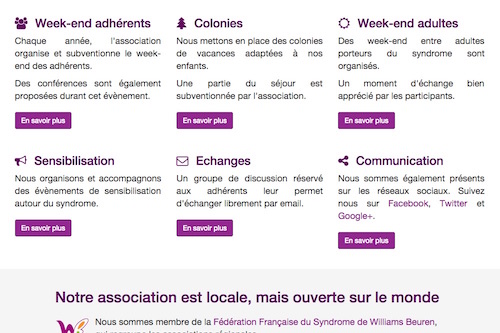 Week-end adhérents
Chaque année, l'association
organise et subventionne le week-
end des adhérents.
Des conférences sont également
proposées durant cet évènement.
En savoir plus
Colonies
Nous mettons en place des colonies
de vacances adaptées à nos
enfants.
Une partie du séjour est
subventionnée par l'association.
En savoir plus
Week-end adultes
Des week-end entre adultes
porteurs du syndrome sont
organisés.
Un moment d'échange bien
apprécié par les participants.
En savoir plus
Sensibilisation
Nous organisons et accompagnons
des évènements de sensibilisation
autour du syndrome.
En savoir plus
Echanges
Un groupe de discussion réservé
aux adhérents leur permet
d'échanger librement par email.
En savoir plus
Communication
Nous sommes également présents
sur les réseaux sociaux. Suivez
nous sur Facebook, Twitter et
Google+.
En savoir plus
Notre association est locale, mais ouverte sur le monde
Nous sommes membre de la Fédération Française du Syndrome de Williams Beuren,